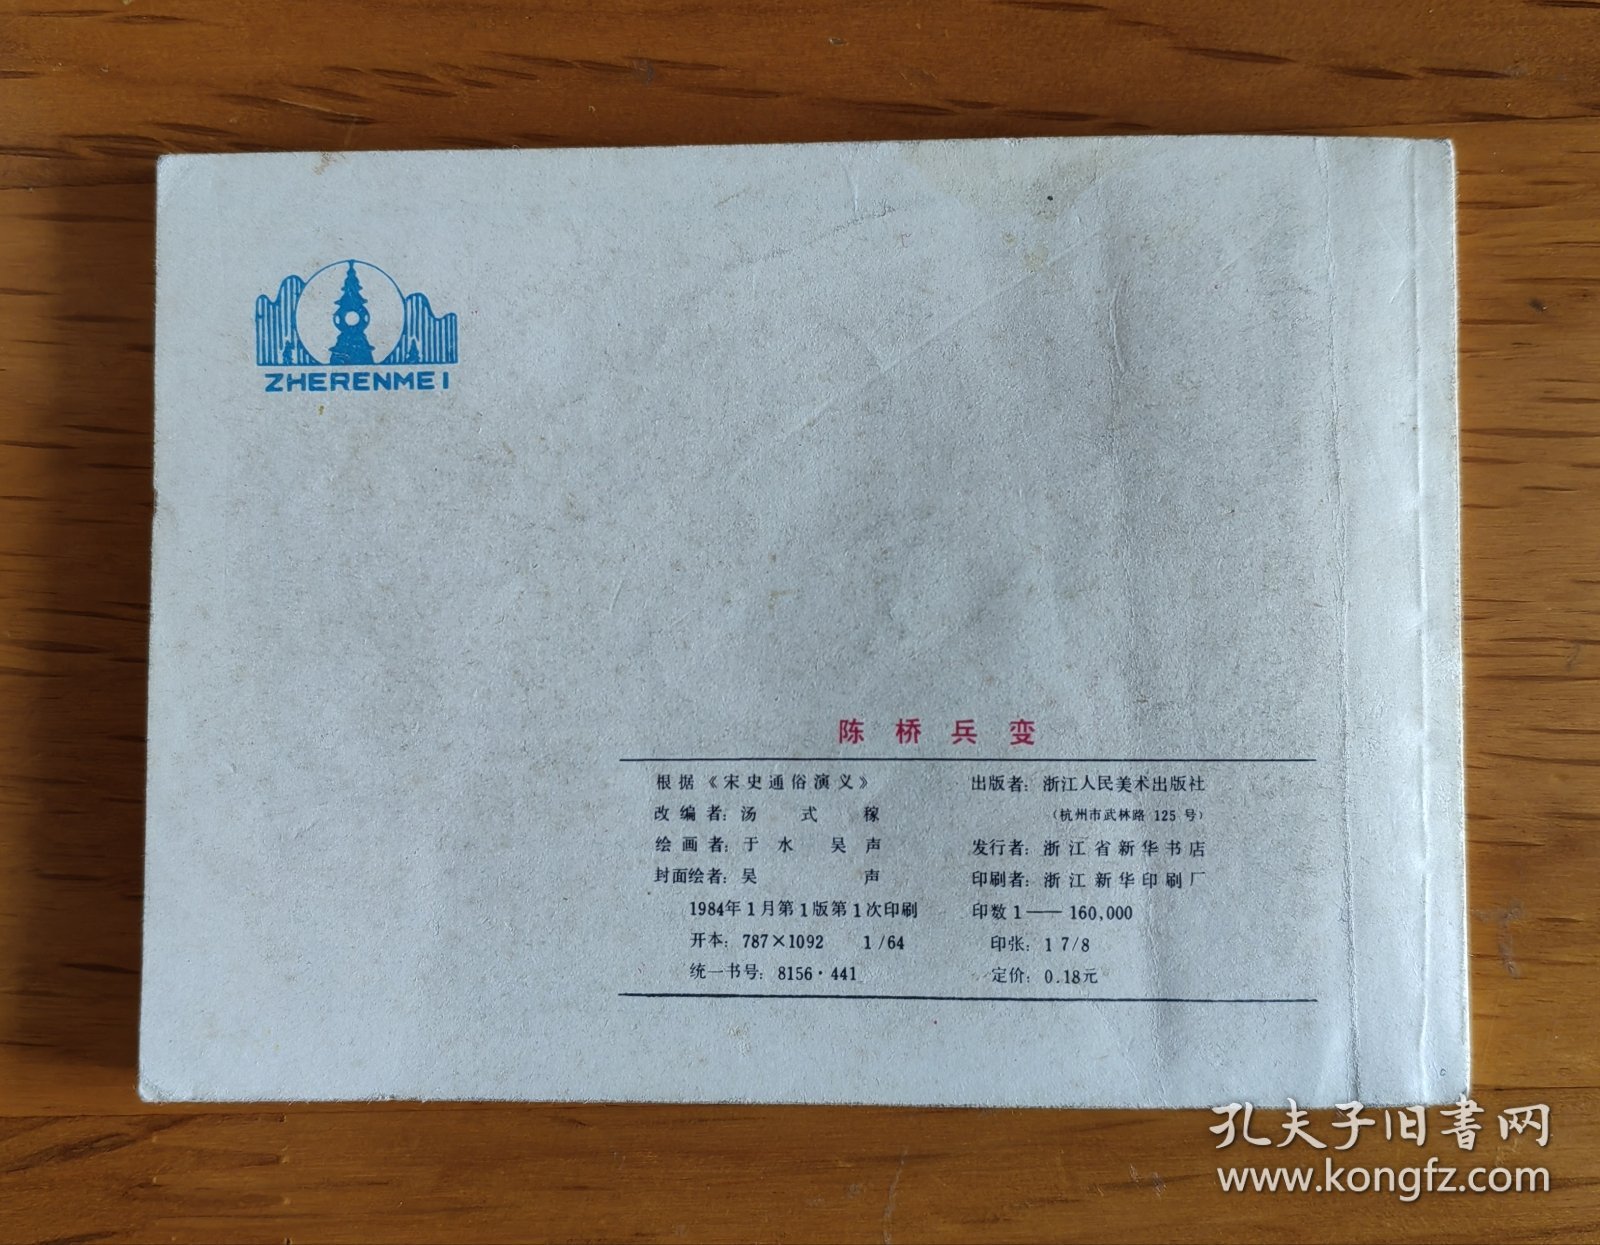 ZHERENMEI
陈桥兵变
根据《宋史通俗演义》
改编者：汤式稼
绘画者：于水 吴声
封面绘者：吴声
1984年1月第1版第1次印刷
开本：787×1092 1/64
统一书号：8156·441
出版者：浙江人民美术出版社
（杭州市武林路 125 号）
发行者：浙江省新华书店
印刷者：浙江新华印刷厂
印数 1——160,000
印张：1 7/8
定价：0.18元
孔夫子旧書网
www.kongfz.com